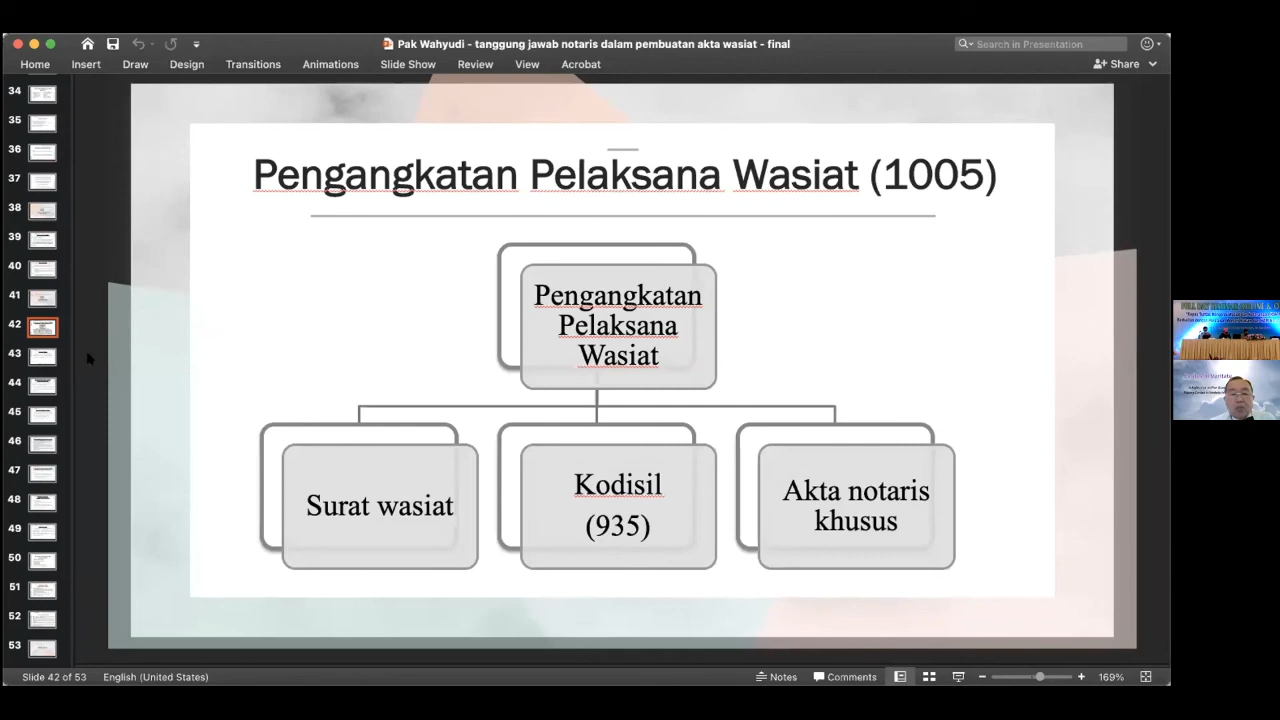 Pak Wahyudi - tanggung jawab notaris dalam pembuatan akta wasiat - final
Search in Presentation
Home Insert Draw Design Transitions Animations Slide Show Review View Acrobat
Share
34
35
36
37
38
39
40
41
42
43
44
45
46
47
48
49
50
51
52
53
Pengangkatan Pelaksana Wasiat (1005)
Pengangkatan
Pelaksana
Wasiat
Surat wasiat
Kodisil
(935)
Akta notaris
khusus
Slide 42 of 53 English (United States)
Notes Comments 169%